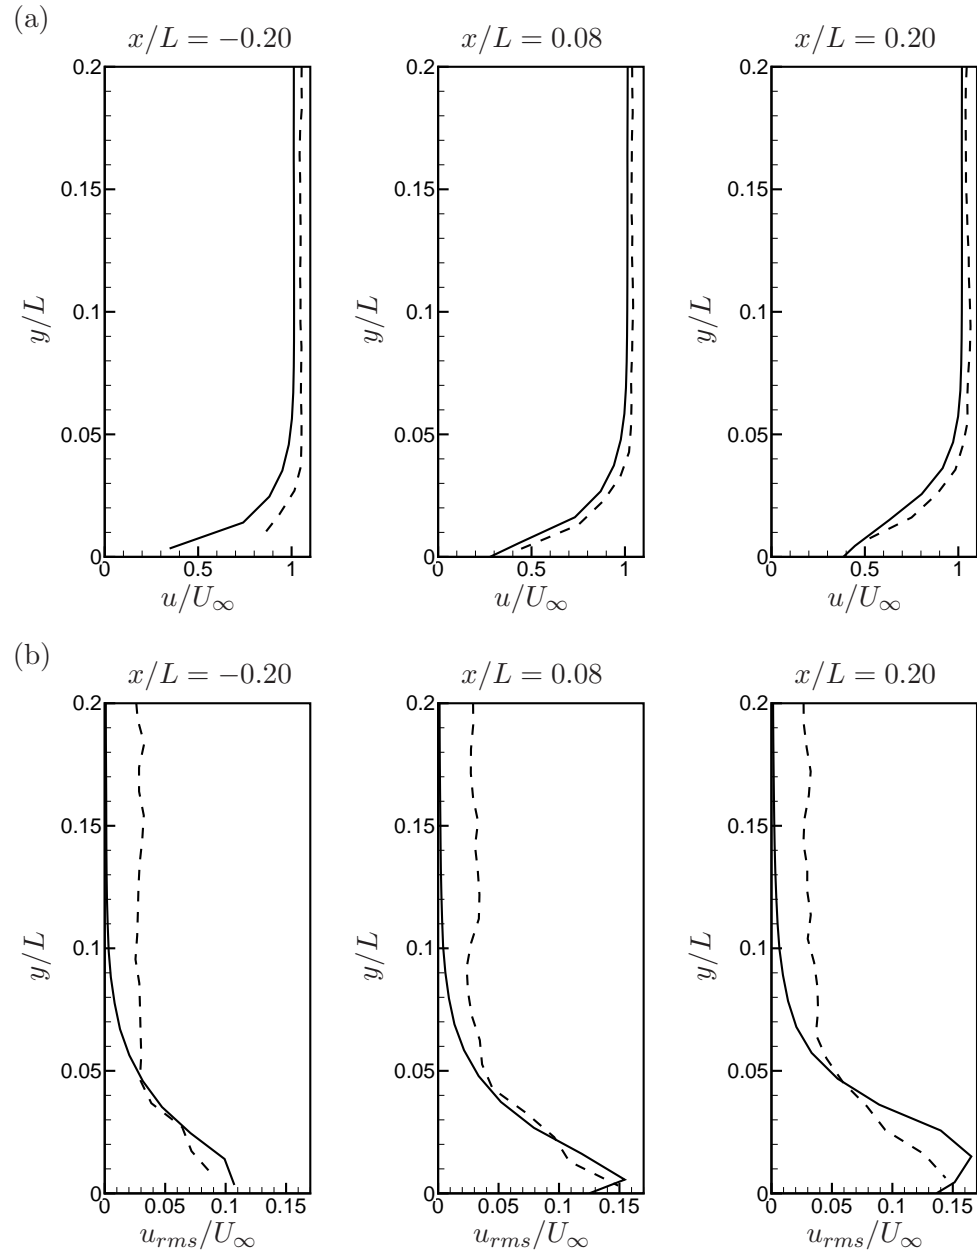 (a)
x/L = −0.20 x/L = 0.08 x/L = 0.20
0.2 0.2 0.2
0.15 0.15 0.15
y/L y/L y/L
0.1 0.1 0.1
0.05 0.05 0.05
0 0 0
0 0.5 1 0 0.5 1 0 0.5 1
u/U∞ u/U∞ u/U∞
(b)
x/L = −0.20 x/L = 0.08 x/L = 0.20
0.2 0.2 0.2
0.15 0.15 0.15
y/L y/L y/L
0.1 0.1 0.1
0.05 0.05 0.05
0 0 0
0 0.05 0.1 0.15 0 0.05 0.1 0.15 0 0.05 0.1 0.15
u_rms/U∞ u_rms/U∞ u_rms/U∞